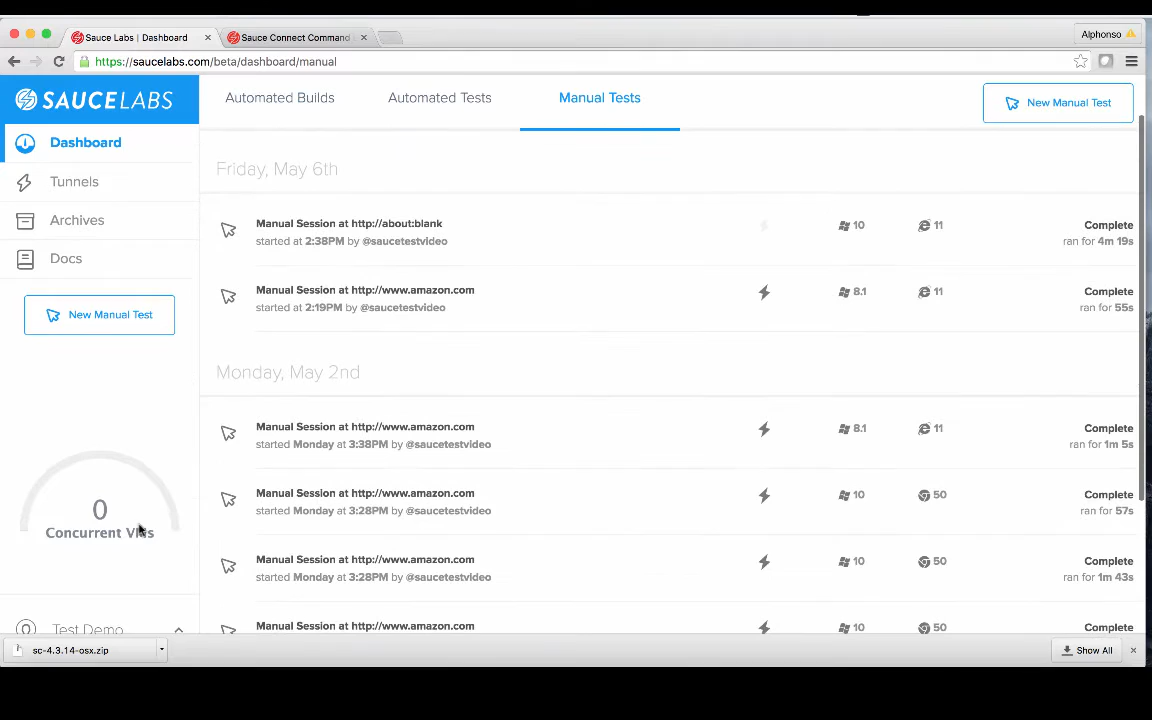 Sauce Labs | Dashboard
Sauce Connect Command
Alphonso
https://saucelabs.com/beta/dashboard/manual
SAUCELABS
Automated Builds
Automated Tests
Manual Tests
New Manual Test
Dashboard
Tunnels
Archives
Docs
New Manual Test
0
Concurrent VMs
Test Demo
Friday, May 6th
Manual Session at http://about:blank
started at 2:38PM by @saucetestvideo
10
11
Complete
ran for 4m 19s
Manual Session at http://www.amazon.com
started at 2:19PM by @saucetestvideo
8.1
11
Complete
ran for 55s
Monday, May 2nd
Manual Session at http://www.amazon.com
started Monday at 3:38PM by @saucetestvideo
8.1
11
Complete
ran for 1m 5s
Manual Session at http://www.amazon.com
started Monday at 3:28PM by @saucetestvideo
10
50
Complete
ran for 57s
Manual Session at http://www.amazon.com
started Monday at 3:28PM by @saucetestvideo
10
50
Complete
ran for 1m 43s
Manual Session at http://www.amazon.com
10
50
Complete
sc-4.3.14-osx.zip
Show All